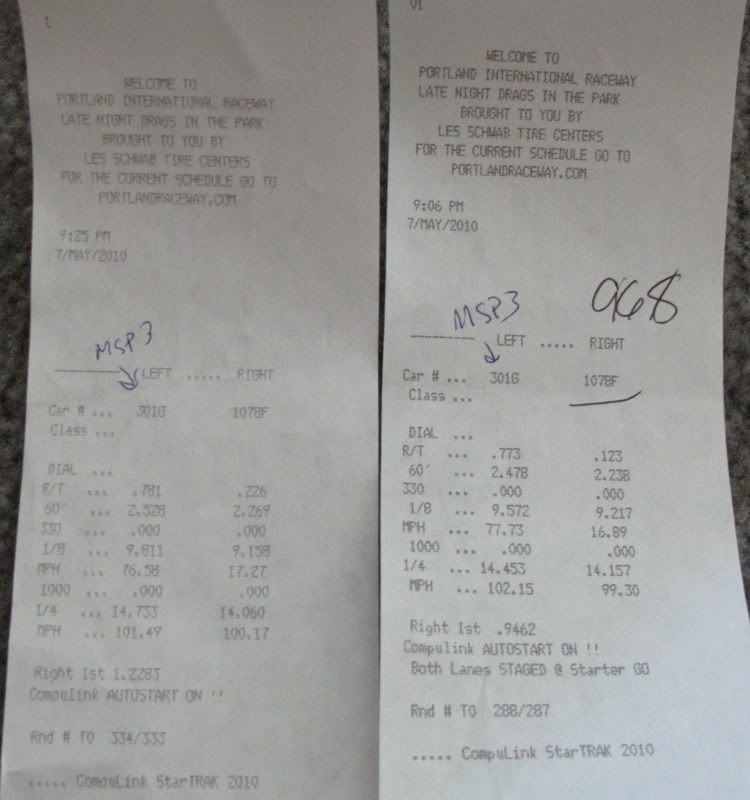 1
WELCOME TO
PORTLAND INTERNATIONAL RACEWAY
LATE NIGHT DRAGS IN THE PARK
BROUGHT TO YOU BY
LES SCHWAB TIRE CENTERS
FOR THE CURRENT SCHEDULE GO TO
PORTLANDRACEWAY.COM
9:25 PM
7/MAY/2010
MSP3
---------- LEFT ..... RIGHT
Car # ... 301G 1078F
Class ...
DIAL ...
R/T ... .781 .226
60' ... 2.528 2.269
330 ... .000 .000
1/8 ... 9.811 9.158
MPH ... 76.58 17.27
1000 ... .000 .000
1/4 ... 14.733 14.060
MPH ... 101.49 100.17
Right 1st 1.2283
Compulink AUTOSTART ON !!
Rnd # TO 334/333
..... CompuLink StarTRAK 2010
V1
WELCOME TO
PORTLAND INTERNATIONAL RACEWAY
LATE NIGHT DRAGS IN THE PARK
BROUGHT TO YOU BY
LES SCHWAB TIRE CENTERS
FOR THE CURRENT SCHEDULE GO TO
PORTLANDRACEWAY.COM
9:06 PM
7/MAY/2010
MSP3 968
---------- LEFT ..... RIGHT
Car # ... 301G 1078F
Class ...
DIAL ...
R/T ... .773 .123
60' ... 2.478 2.238
330 ... .000 .000
1/8 ... 9.572 9.217
MPH ... 77.73 16.89
1000 ... .000 .000
1/4 ... 14.453 14.157
MPH ... 102.15 99.30
Right 1st .9462
Compulink AUTOSTART ON !!
Both Lanes STAGED @ Starter GO
Rnd # TO 288/287
..... CompuLink StarTRAK 2010